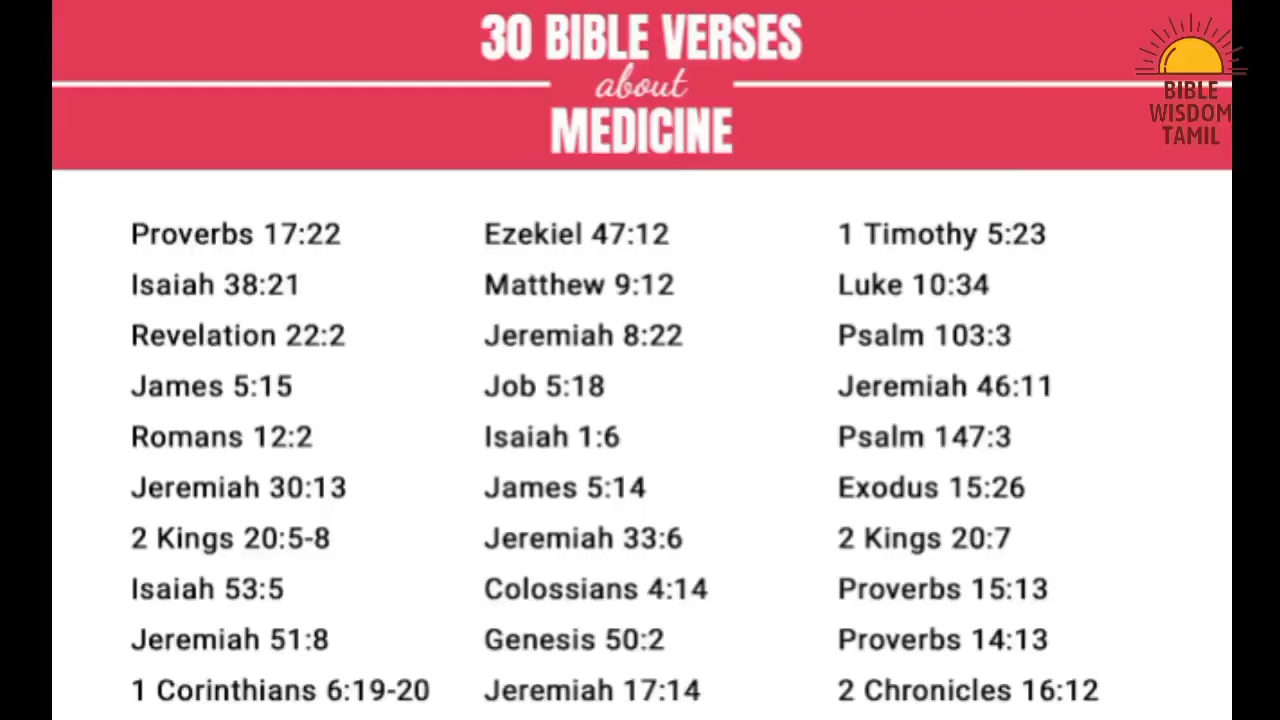 30 BIBLE VERSES
about
MEDICINE
BIBLE
WISDOM
TAMIL
Proverbs 17:22
Isaiah 38:21
Revelation 22:2
James 5:15
Romans 12:2
Jeremiah 30:13
2 Kings 20:5-8
Isaiah 53:5
Jeremiah 51:8
1 Corinthians 6:19-20
Ezekiel 47:12
Matthew 9:12
Jeremiah 8:22
Job 5:18
Isaiah 1:6
James 5:14
Jeremiah 33:6
Colossians 4:14
Genesis 50:2
Jeremiah 17:14
1 Timothy 5:23
Luke 10:34
Psalm 103:3
Jeremiah 46:11
Psalm 147:3
Exodus 15:26
2 Kings 20:7
Proverbs 15:13
Proverbs 14:13
2 Chronicles 16:12